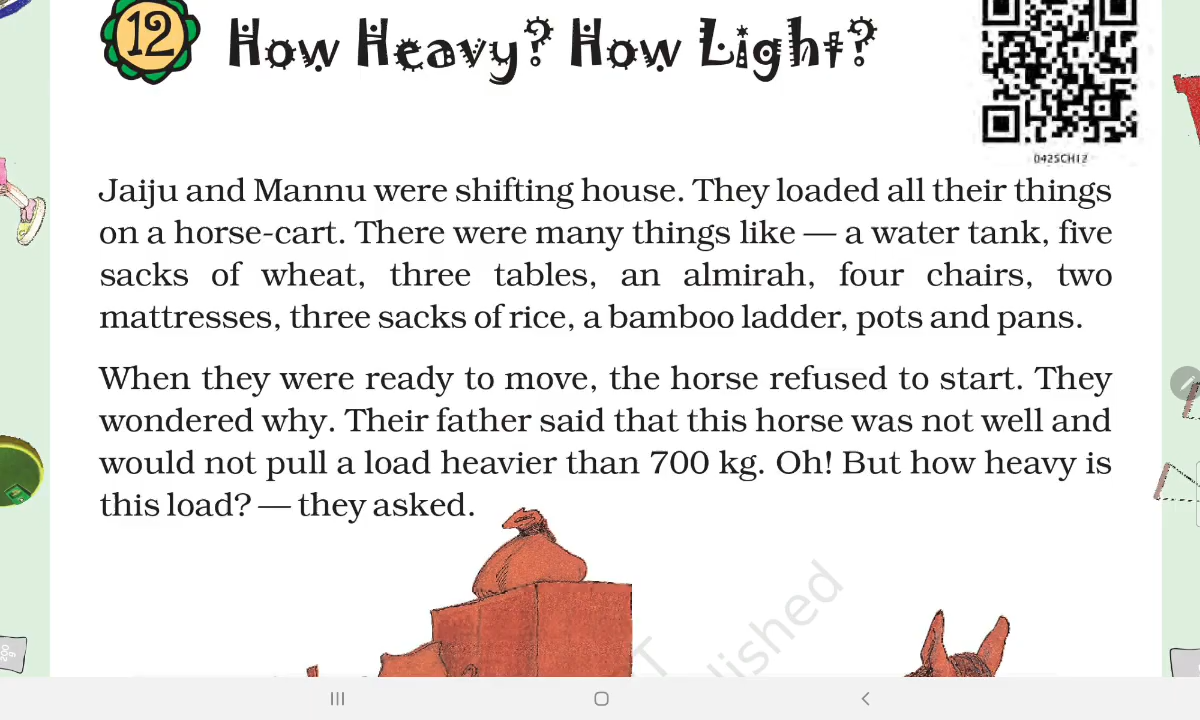 12
How Heavy? How Light?
042SCH12
Jaiju and Mannu were shifting house. They loaded all their things
on a horse-cart. There were many things like — a water tank, five
sacks of wheat, three tables, an almirah, four chairs, two
mattresses, three sacks of rice, a bamboo ladder, pots and pans.
When they were ready to move, the horse refused to start. They
wondered why. Their father said that this horse was not well and
would not pull a load heavier than 700 kg. Oh! But how heavy is
this load? — they asked.
lished
T
200 g